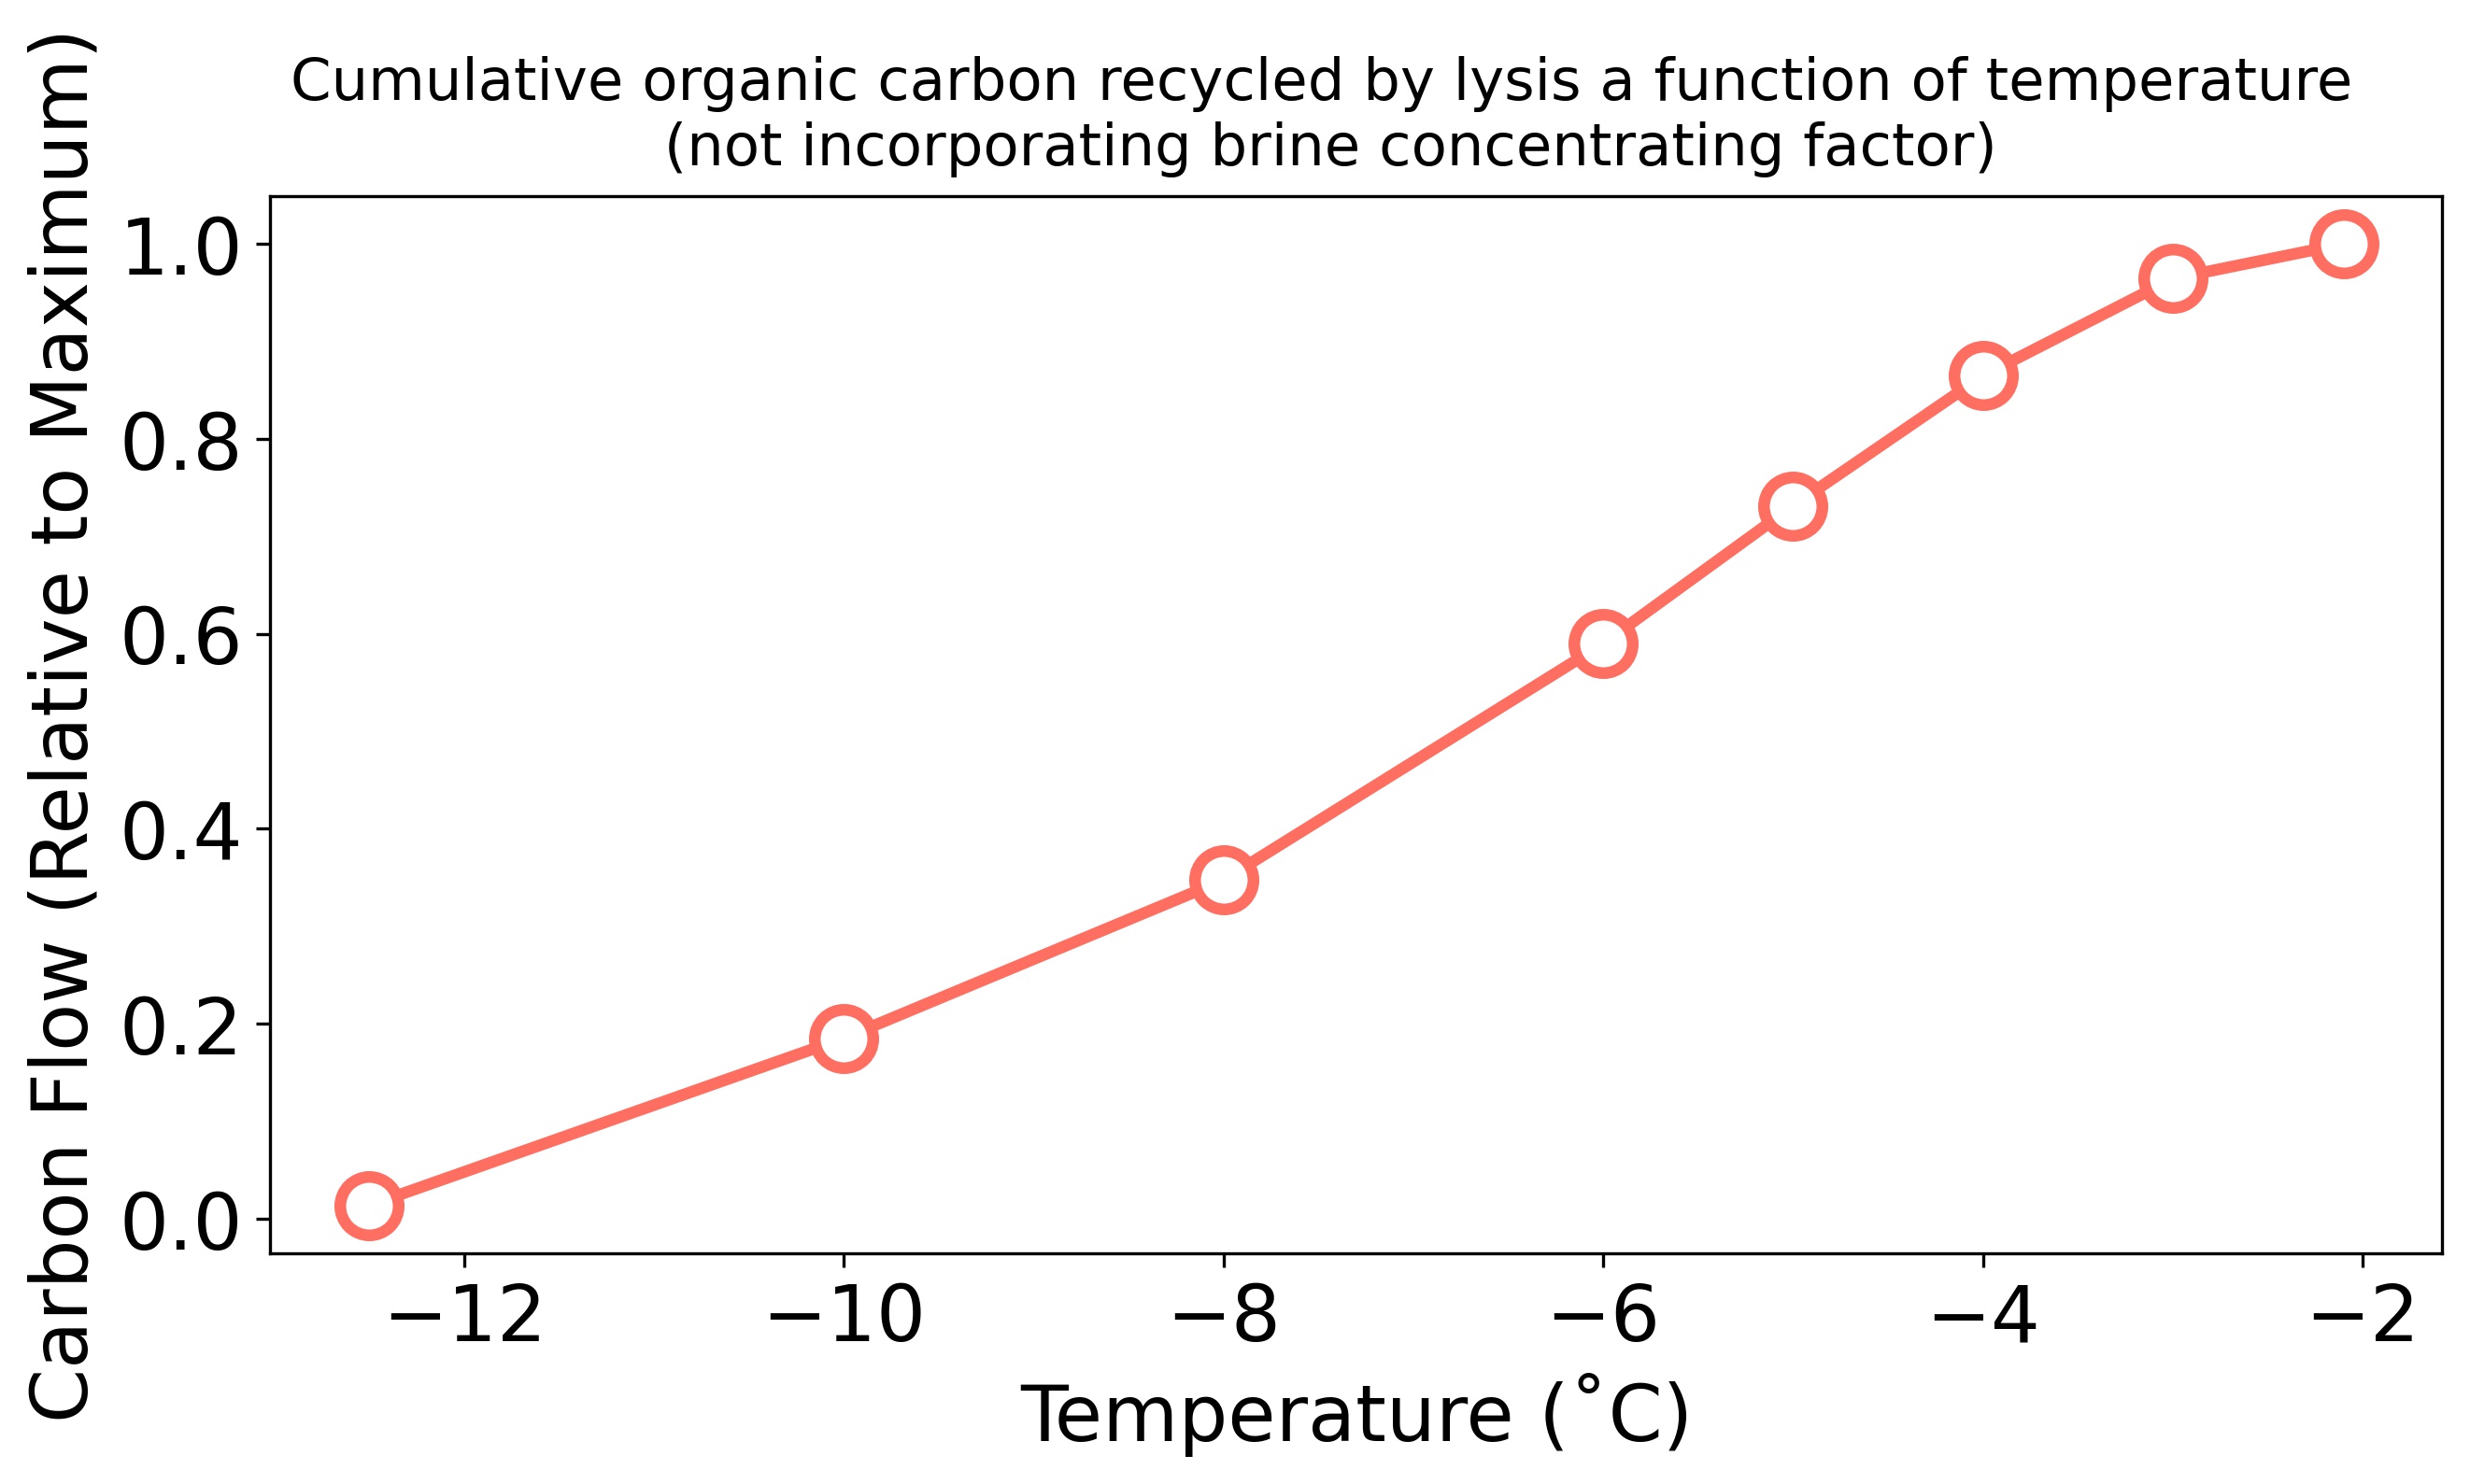 Cumulative organic carbon recycled by lysis a function of temperature
(not incorporating brine concentrating factor)
Carbon Flow (Relative to Maximum)
1.0
0.8
0.6
0.4
0.2
0.0
−12 −10 −8 −6 −4 −2
Temperature (˚C)